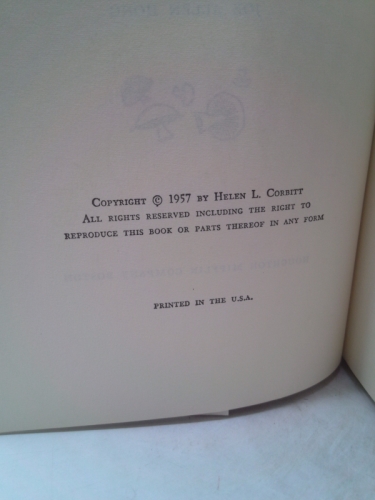 COPYRIGHT © 1957 BY HELEN L. CORBITT
ALL RIGHTS RESERVED INCLUDING THE RIGHT TO
REPRODUCE THIS BOOK OR PARTS THEREOF IN ANY FORM
PRINTED IN THE U.S.A.